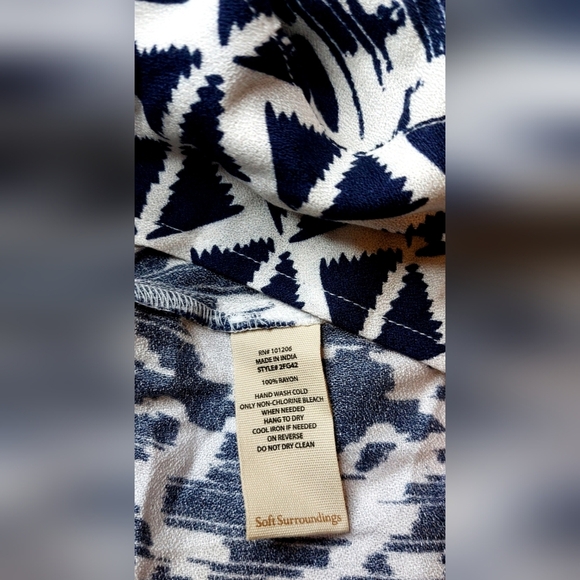 RN# 101206
MADE IN INDIA
STYLE# 2FG42
100% RAYON
HAND WASH COLD
ONLY NON-CHLORINE BLEACH
WHEN NEEDED
HANG TO DRY
COOL IRON IF NEEDED
ON REVERSE
DO NOT DRY CLEAN
Soft Surroundings